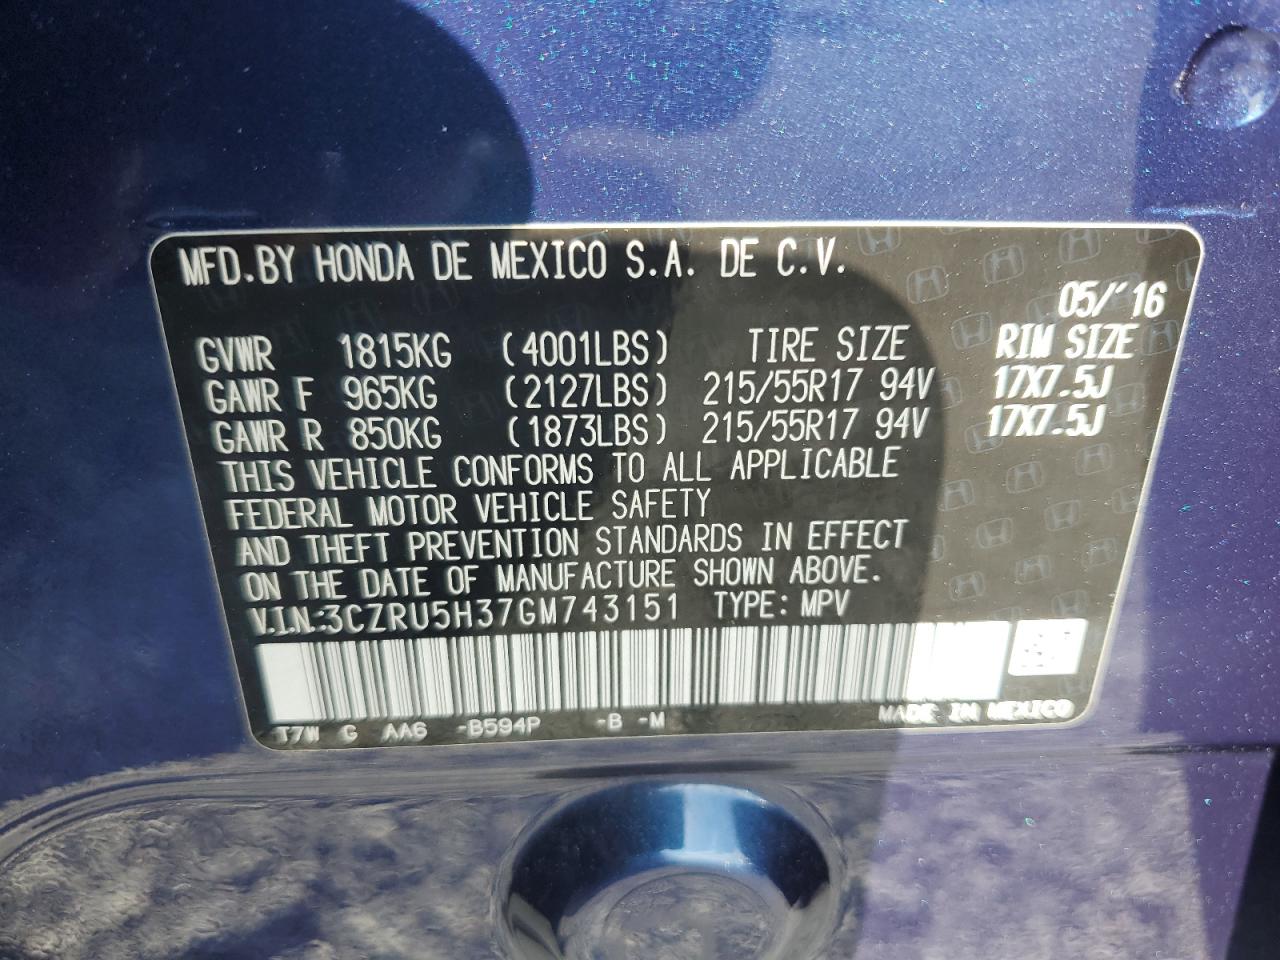 MFD.BY HONDA DE MEXICO S.A. DE C.V.
05/"16
GVWR 1815KG (4001LBS) TIRE SIZE RIM SIZE
GAWR F 965KG (2127LBS) 215/55R17 94V 17X7.5J
GAWR R 850KG (1873LBS) 215/55R17 94V 17X7.5J
THIS VEHICLE CONFORMS TO ALL APPLICABLE
FEDERAL MOTOR VEHICLE SAFETY
AND THEFT PREVENTION STANDARDS IN EFFECT
ON THE DATE OF MANUFACTURE SHOWN ABOVE.
V.I.N.:3CZRU5H37GM743151 TYPE: MPV
T7W G AA6 -B594P -B -M MADE IN MEXICO